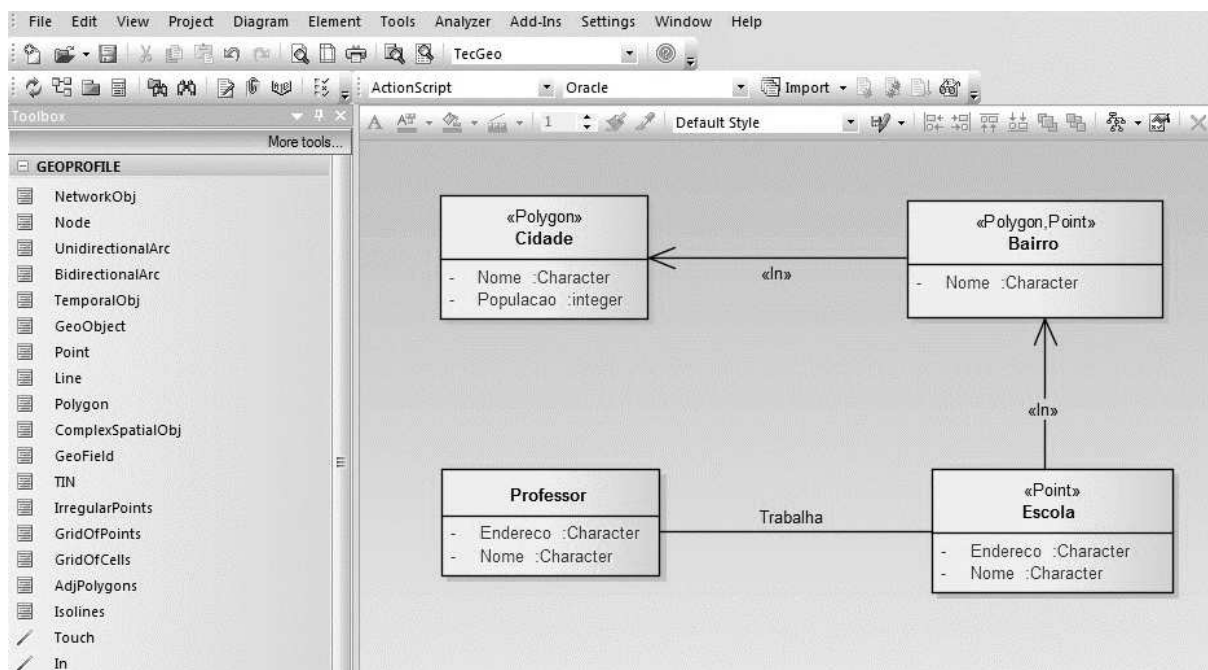 File Edit View Project Diagram Element Tools Analyzer Add-Ins Settings Window Help
TecGeo
ActionScript Oracle Import
Toolbox
1 Default Style
More tools...
GEOPROFILE
NetworkObj
Node
UnidirectionalArc
BidirectionalArc
TemporalObj
GeoObject
Point
Line
Polygon
ComplexSpatialObj
GeoField
TIN
IrregularPoints
GridOfPoints
GridOfCells
AdjPolygons
Isolines
Touch
In
«Polygon»
Cidade
- Nome :Character
- Populacao :integer
«In»
«Polygon,Point»
Bairro
- Nome :Character
«In»
Professor
- Endereco :Character
- Nome :Character
Trabalha
«Point»
Escola
- Endereco :Character
- Nome :Character